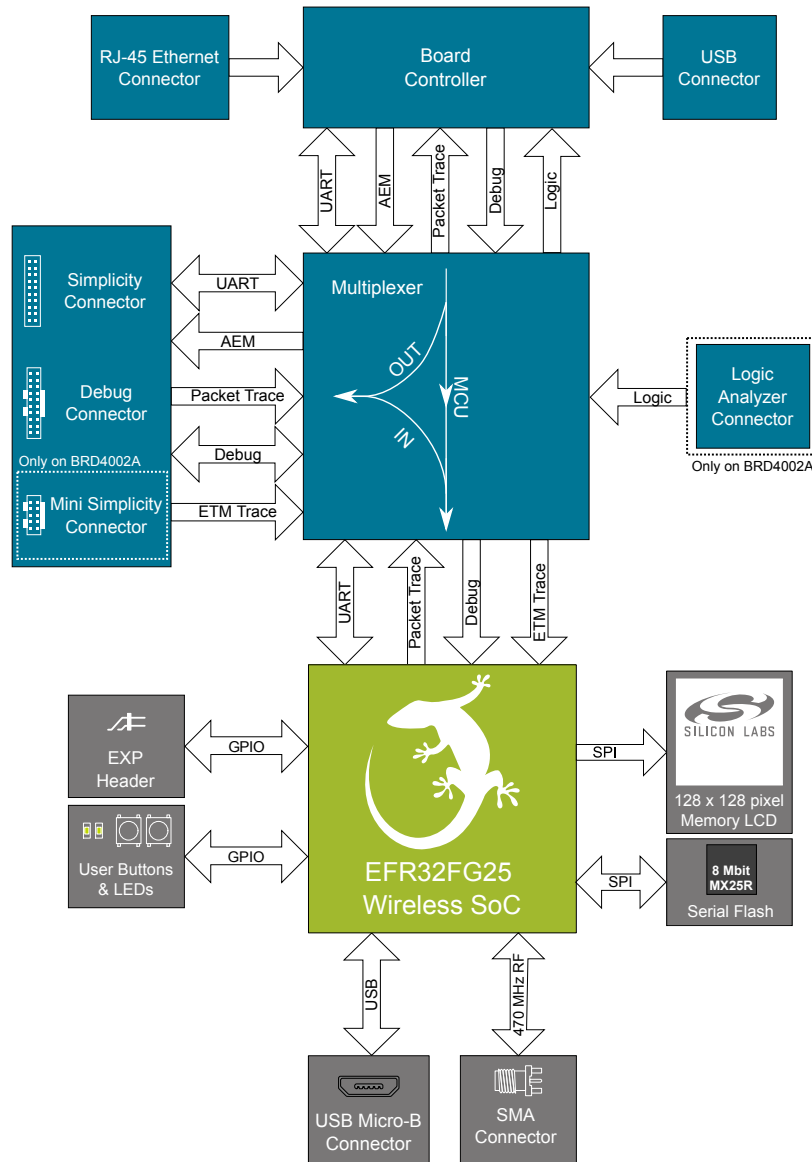 RJ-45 Ethernet
Connector
Board
Controller
USB
Connector
UART
AEM
Packet Trace
Debug
Logic
Simplicity
Connector
Debug
Connector
Only on BRD4002A
Mini Simplicity
Connector
UART
AEM
Packet Trace
Debug
ETM Trace
Multiplexer
OUT
MCU
IN
Logic
Logic
Analyzer
Connector
Only on BRD4002A
UART
Packet Trace
Debug
ETM Trace
EXP
Header
GPIO
User Buttons
& LEDs
GPIO
EFR32FG25
Wireless SoC
SPI
SILICON LABS
128 x 128 pixel
Memory LCD
SPI
8 Mbit
MX25R
Serial Flash
USB
470 MHz RF
USB Micro-B
Connector
SMA
Connector